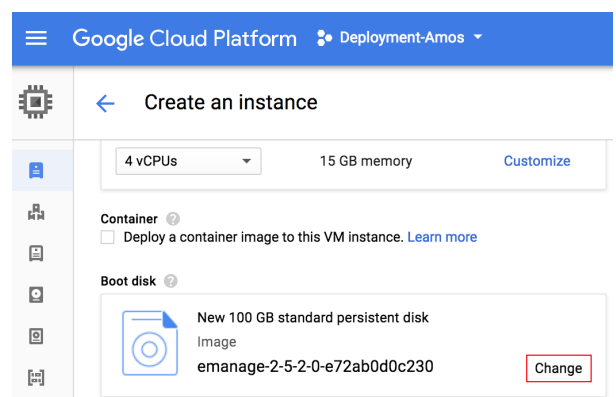 Google Cloud Platform Deployment-Amos
Create an instance
4 vCPUs 15 GB memory Customize
Container
Deploy a container image to this VM instance. Learn more
Boot disk
New 100 GB standard persistent disk
Image
emanage-2-5-2-0-e72ab0d0c230
Change